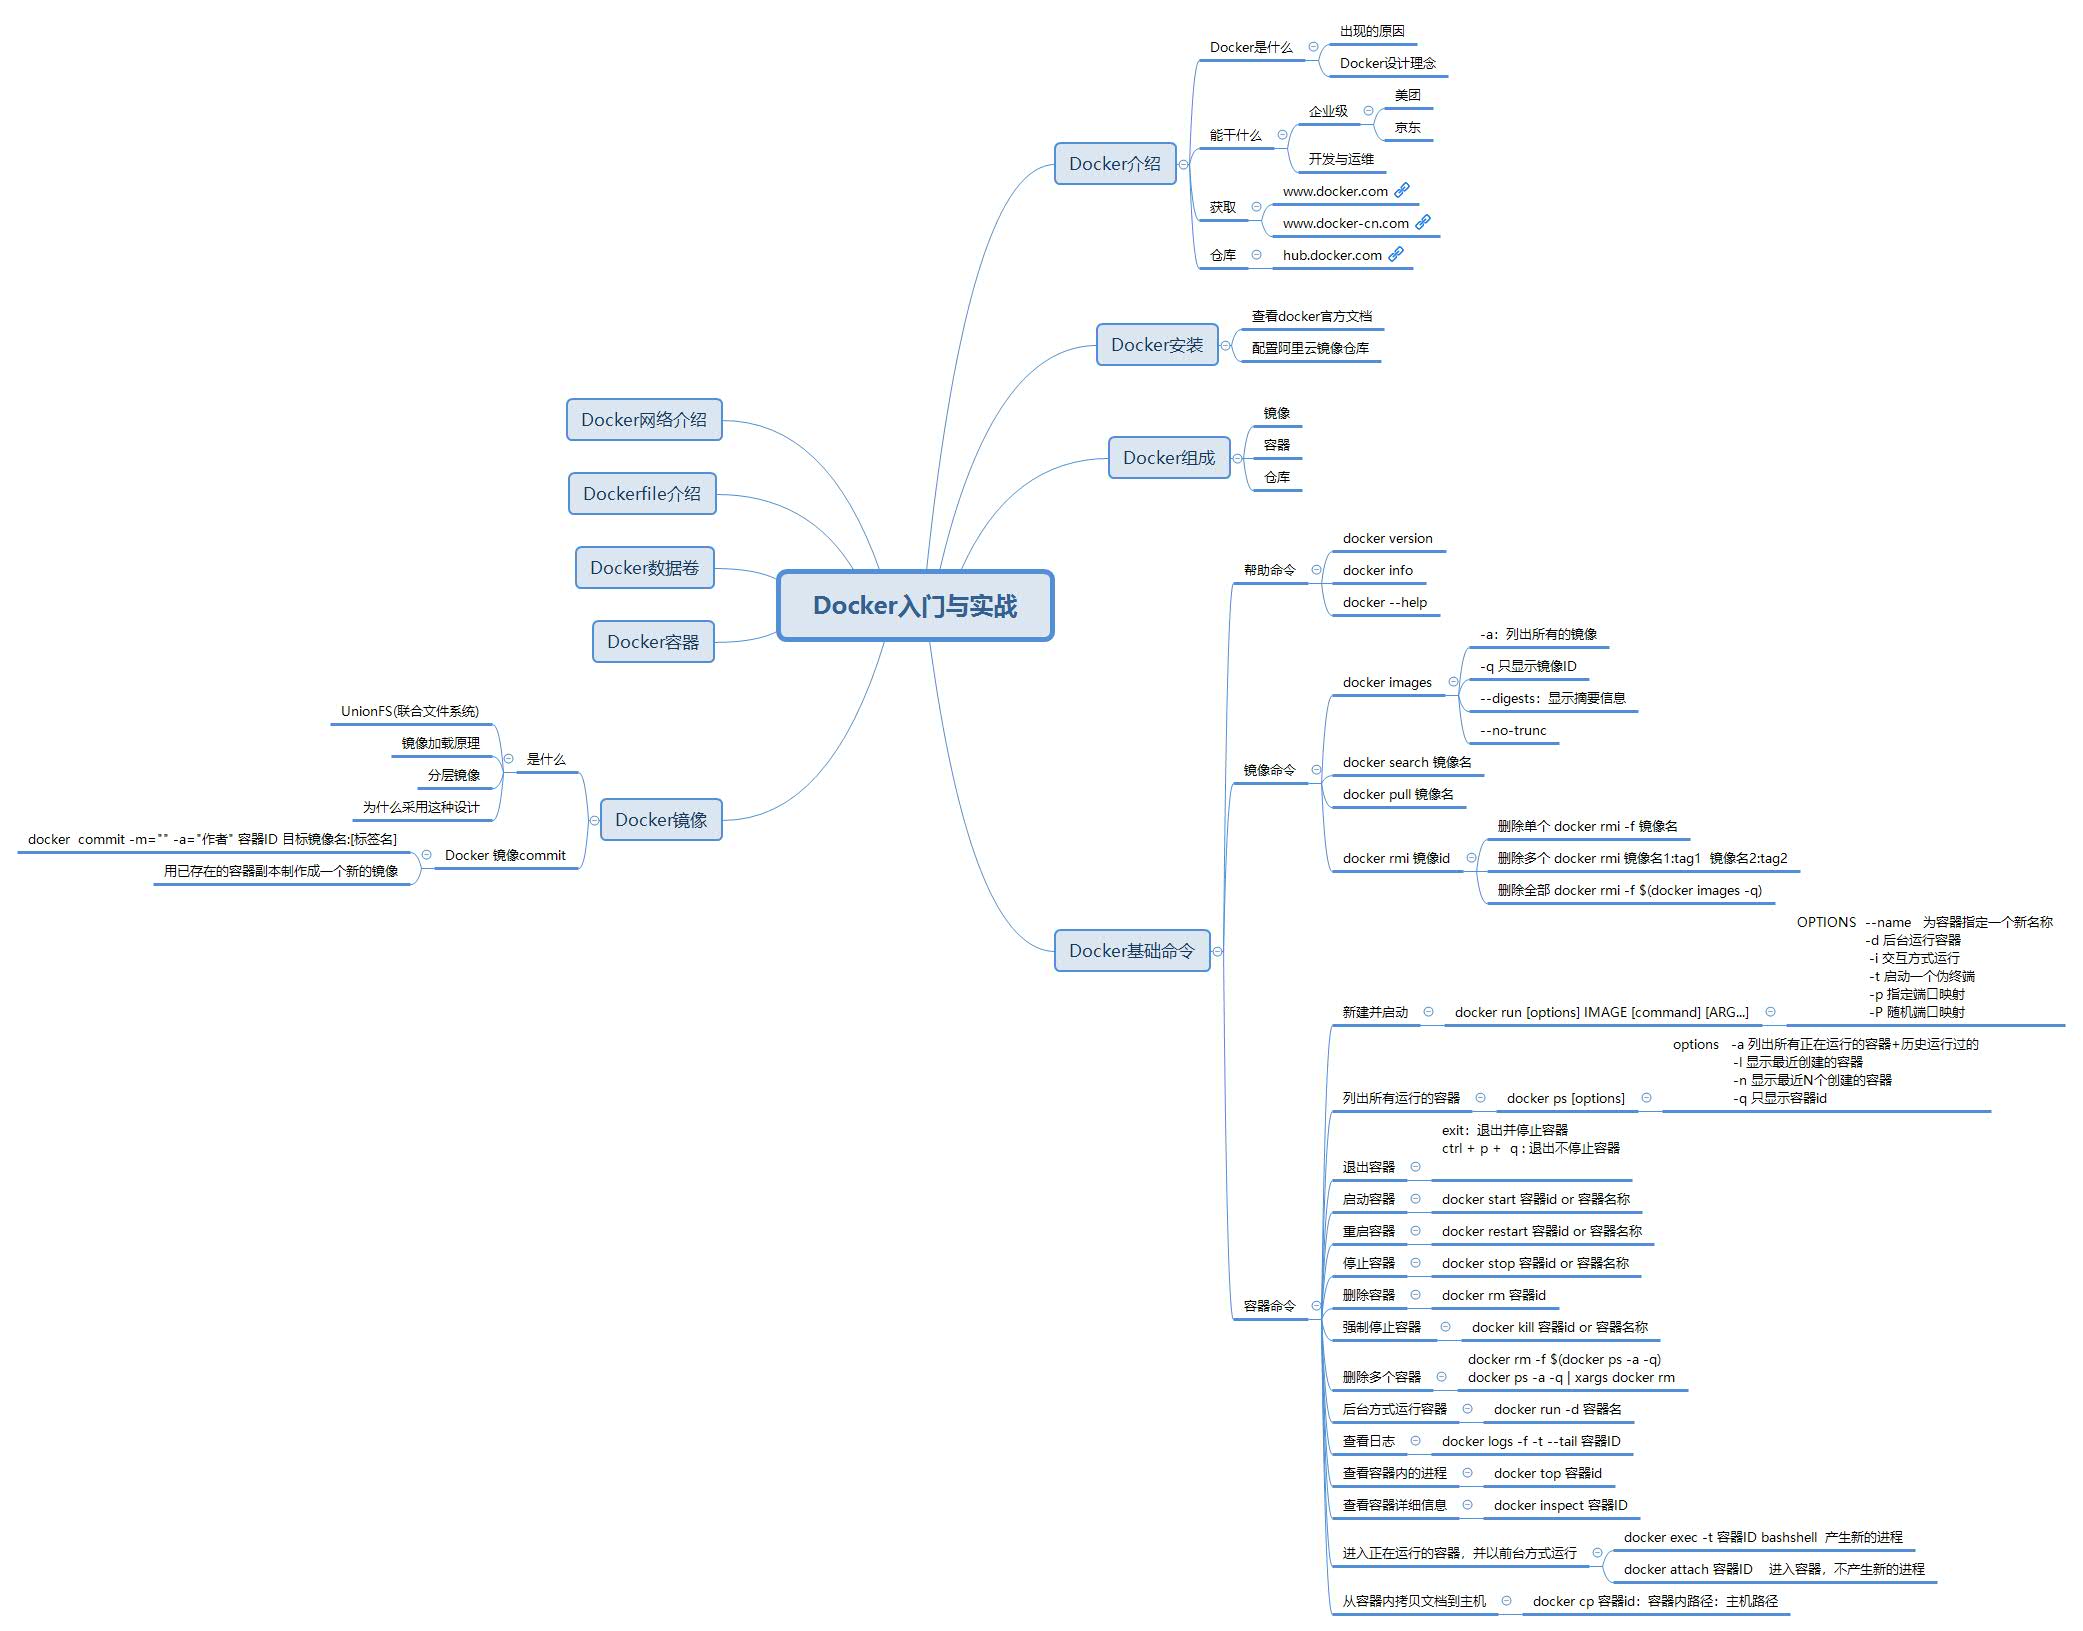 Docker入门与实战
Docker介绍
Docker是什么
出现的原因
Docker设计理念
能干什么
企业级
美团
京东
开发与运维
获取
www.docker.com
www.docker-cn.com
仓库
hub.docker.com
Docker安装
查看docker官方文档
配置阿里云镜像仓库
Docker组成
镜像
容器
仓库
Docker基础命令
帮助命令
docker version
docker info
docker --help
镜像命令
docker images
-a：列出所有的镜像
-q 只显示镜像ID
--digests：显示摘要信息
--no-trunc
docker search 镜像名
docker pull 镜像名
docker rmi 镜像id
删除单个 docker rmi -f 镜像名
删除多个 docker rmi 镜像名1:tag1  镜像名2:tag2
删除全部 docker rmi -f $(docker images -q)
容器命令
新建并启动
docker run [options] IMAGE [command] [ARG...]
OPTIONS  --name   为容器指定一个新名称
-d 后台运行容器
-i 交互方式运行
-t 启动一个伪终端
-p 指定端口映射
-P 随机端口映射
列出所有运行的容器
docker ps [options]
options   -a 列出所有正在运行的容器+历史运行过的
-l 显示最近创建的容器
-n 显示最近N个创建的容器
-q 只显示容器id
退出容器
exit：退出并停止容器
ctrl + p +  q : 退出不停止容器
启动容器
docker start 容器id or 容器名称
重启容器
docker restart 容器id or 容器名称
停止容器
docker stop 容器id or 容器名称
删除容器
docker rm 容器id
强制停止容器
docker kill 容器id or 容器名称
删除多个容器
docker rm -f $(docker ps -a -q)
docker ps -a -q | xargs docker rm
后台方式运行容器
docker run -d 容器名
查看日志
docker logs -f -t --tail 容器ID
查看容器内的进程
docker top 容器id
查看容器详细信息
docker inspect 容器ID
进入正在运行的容器，并以前台方式运行
docker exec -t 容器ID bashshell  产生新的进程
docker attach 容器ID    进入容器，不产生新的进程
从容器内拷贝文档到主机
docker cp 容器id：容器内路径：主机路径
Docker网络介绍
Dockerfile介绍
Docker数据卷
Docker容器
Docker镜像
是什么
UnionFS(联合文件系统)
镜像加载原理
分层镜像
为什么采用这种设计
Docker 镜像commit
docker  commit -m="" -a="作者" 容器ID 目标镜像名:[标签名]
用已存在的容器副本制作成一个新的镜像